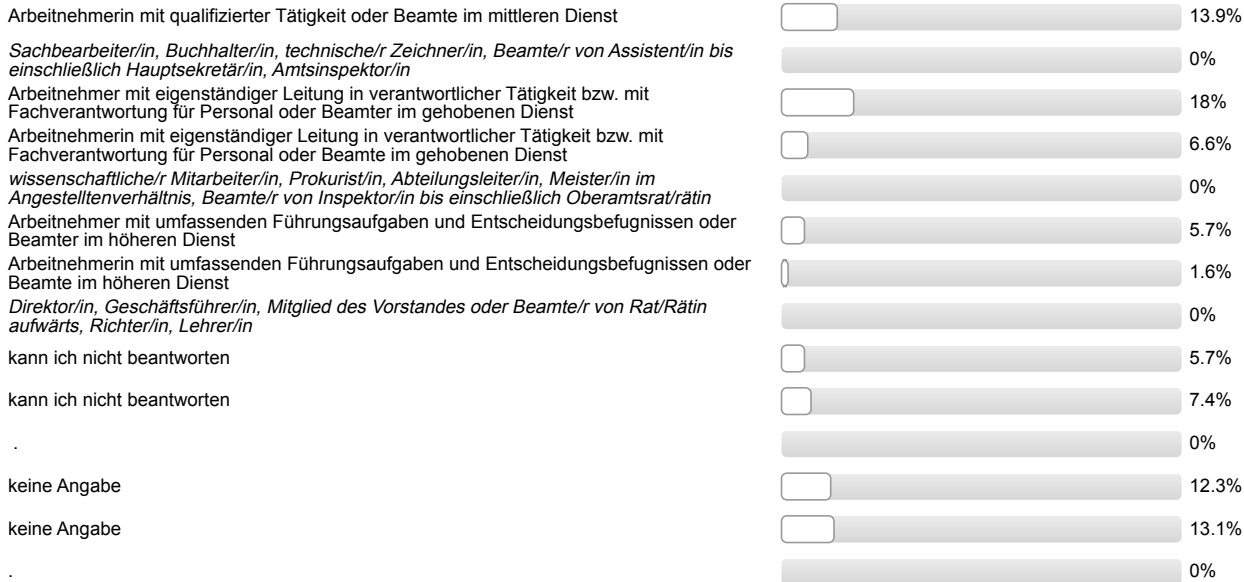 Arbeitnehmerin mit qualifizierter Tätigkeit oder Beamte im mittleren Dienst 13.9%
Sachbearbeiter/in, Buchhalter/in, technische/r Zeichner/in, Beamte/r von Assistent/in bis
einschließlich Hauptsekretär/in, Amtsinspektor/in 0%
Arbeitnehmer mit eigenständiger Leitung in verantwortlicher Tätigkeit bzw. mit
Fachverantwortung für Personal oder Beamter im gehobenen Dienst 18%
Arbeitnehmerin mit eigenständiger Leitung in verantwortlicher Tätigkeit bzw. mit
Fachverantwortung für Personal oder Beamte im gehobenen Dienst 6.6%
wissenschaftliche/r Mitarbeiter/in, Prokurist/in, Abteilungsleiter/in, Meister/in im
Angestelltenverhältnis, Beamte/r von Inspektor/in bis einschließlich Oberamtsrat/rätin 0%
Arbeitnehmer mit umfassenden Führungsaufgaben und Entscheidungsbefugnissen oder
Beamter im höheren Dienst 5.7%
Arbeitnehmerin mit umfassenden Führungsaufgaben und Entscheidungsbefugnissen oder
Beamte im höheren Dienst 1.6%
Direktor/in, Geschäftsführer/in, Mitglied des Vorstandes oder Beamte/r von Rat/Rätin
aufwärts, Richter/in, Lehrer/in 0%
kann ich nicht beantworten 5.7%
kann ich nicht beantworten 7.4%
. 0%
keine Angabe 12.3%
keine Angabe 13.1%
. 0%